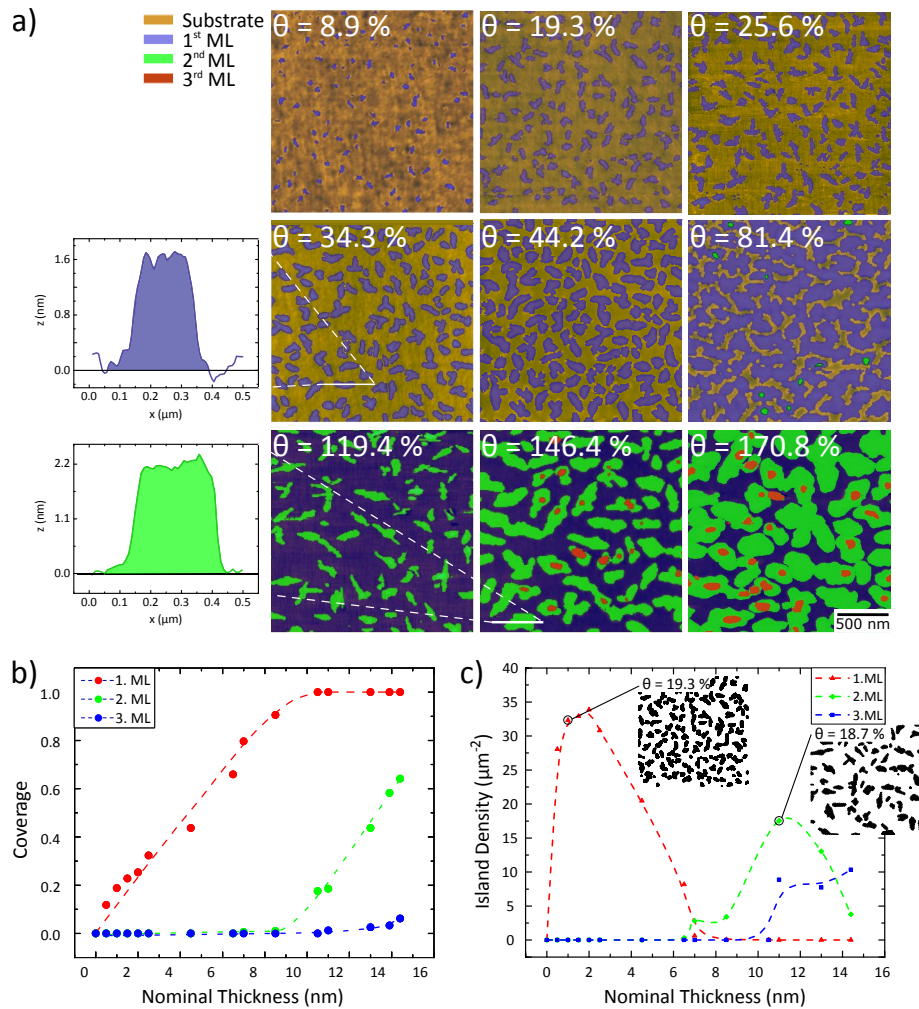 a)
Substrate
1st ML
2nd ML
3rd ML
θ = 8.9 %
θ = 19.3 %
θ = 25.6 %
θ = 34.3 %
θ = 44.2 %
θ = 81.4 %
θ = 119.4 %
θ = 146.4 %
θ = 170.8 %
500 nm
z (nm)
1.6
0.8
0.0
0.0 0.1 0.2 0.3 0.4 0.5
x (μm)
z (nm)
2.2
1.1
0.0
0.0 0.1 0.2 0.3 0.4 0.5
x (μm)
b)
1. ML
2. ML
3. ML
Coverage
1.0
0.8
0.6
0.4
0.2
0.0
0 2 4 6 8 10 12 14 16
Nominal Thickness (nm)
c)
θ = 19.3 %
1.ML
2.ML
3.ML
θ = 18.7 %
Island Density (μm⁻²)
40
35
30
25
20
15
10
5
0
0 2 4 6 8 10 12 14 16
Nominal Thickness (nm)